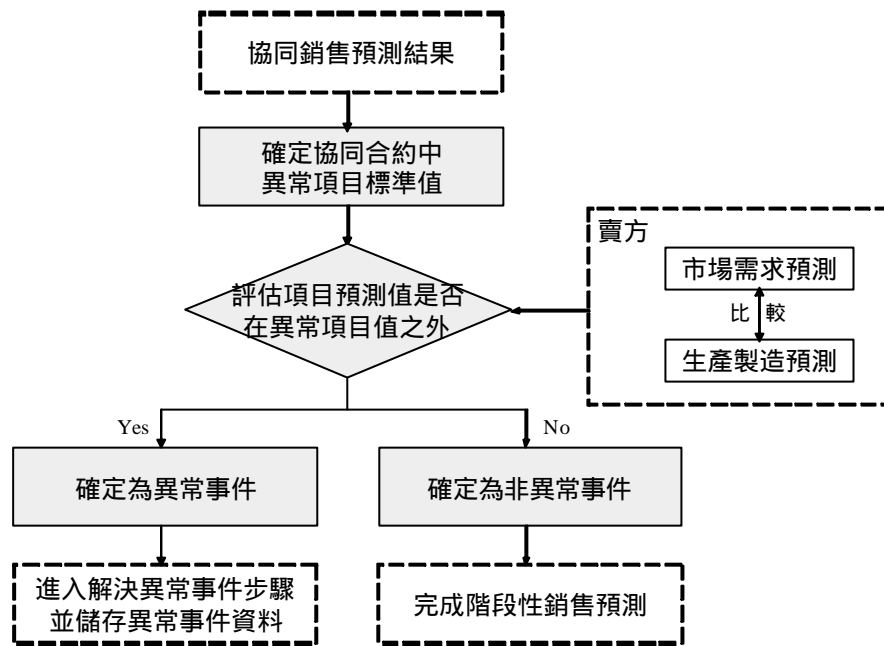 協同銷售預測結果
確定協同合約中
異常項目標準值
評估項目預測值是否
在異常項目值之外
賣方
市場需求預測
比 較
生產製造預測
Yes
No
確定為異常事件
確定為非異常事件
進入解決異常事件步驟
並儲存異常事件資料
完成階段性銷售預測